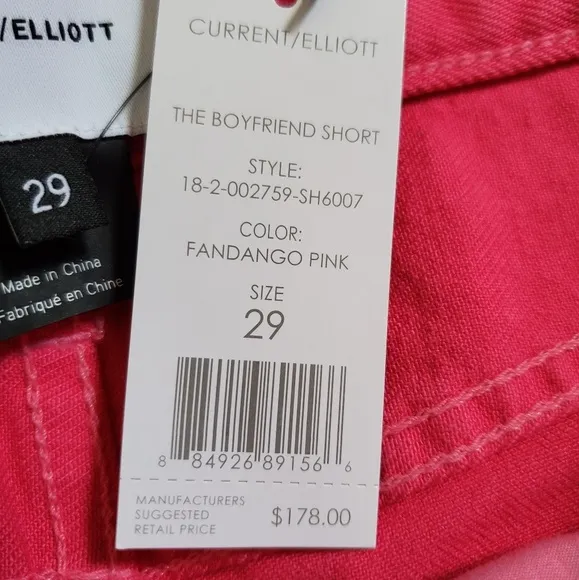 /ELLIOTT
29
Made in China
Fabriqué en Chine
CURRENT/ELLIOTT
THE BOYFRIEND SHORT
STYLE:
18-2-002759-SH6007
COLOR:
FANDANGO PINK
SIZE
29
8 84926 89156 6
MANUFACTURERS
SUGGESTED
RETAIL PRICE
$178.00